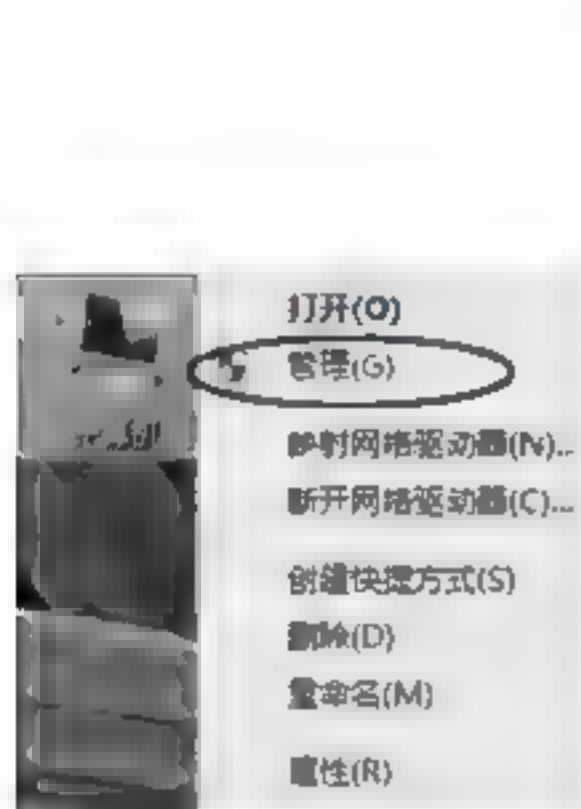 打开(O)
管理(G)
映射网络驱动器(N)...
断开网络驱动器(C)...
创建快捷方式(S)
删除(D)
重命名(M)
属性(R)